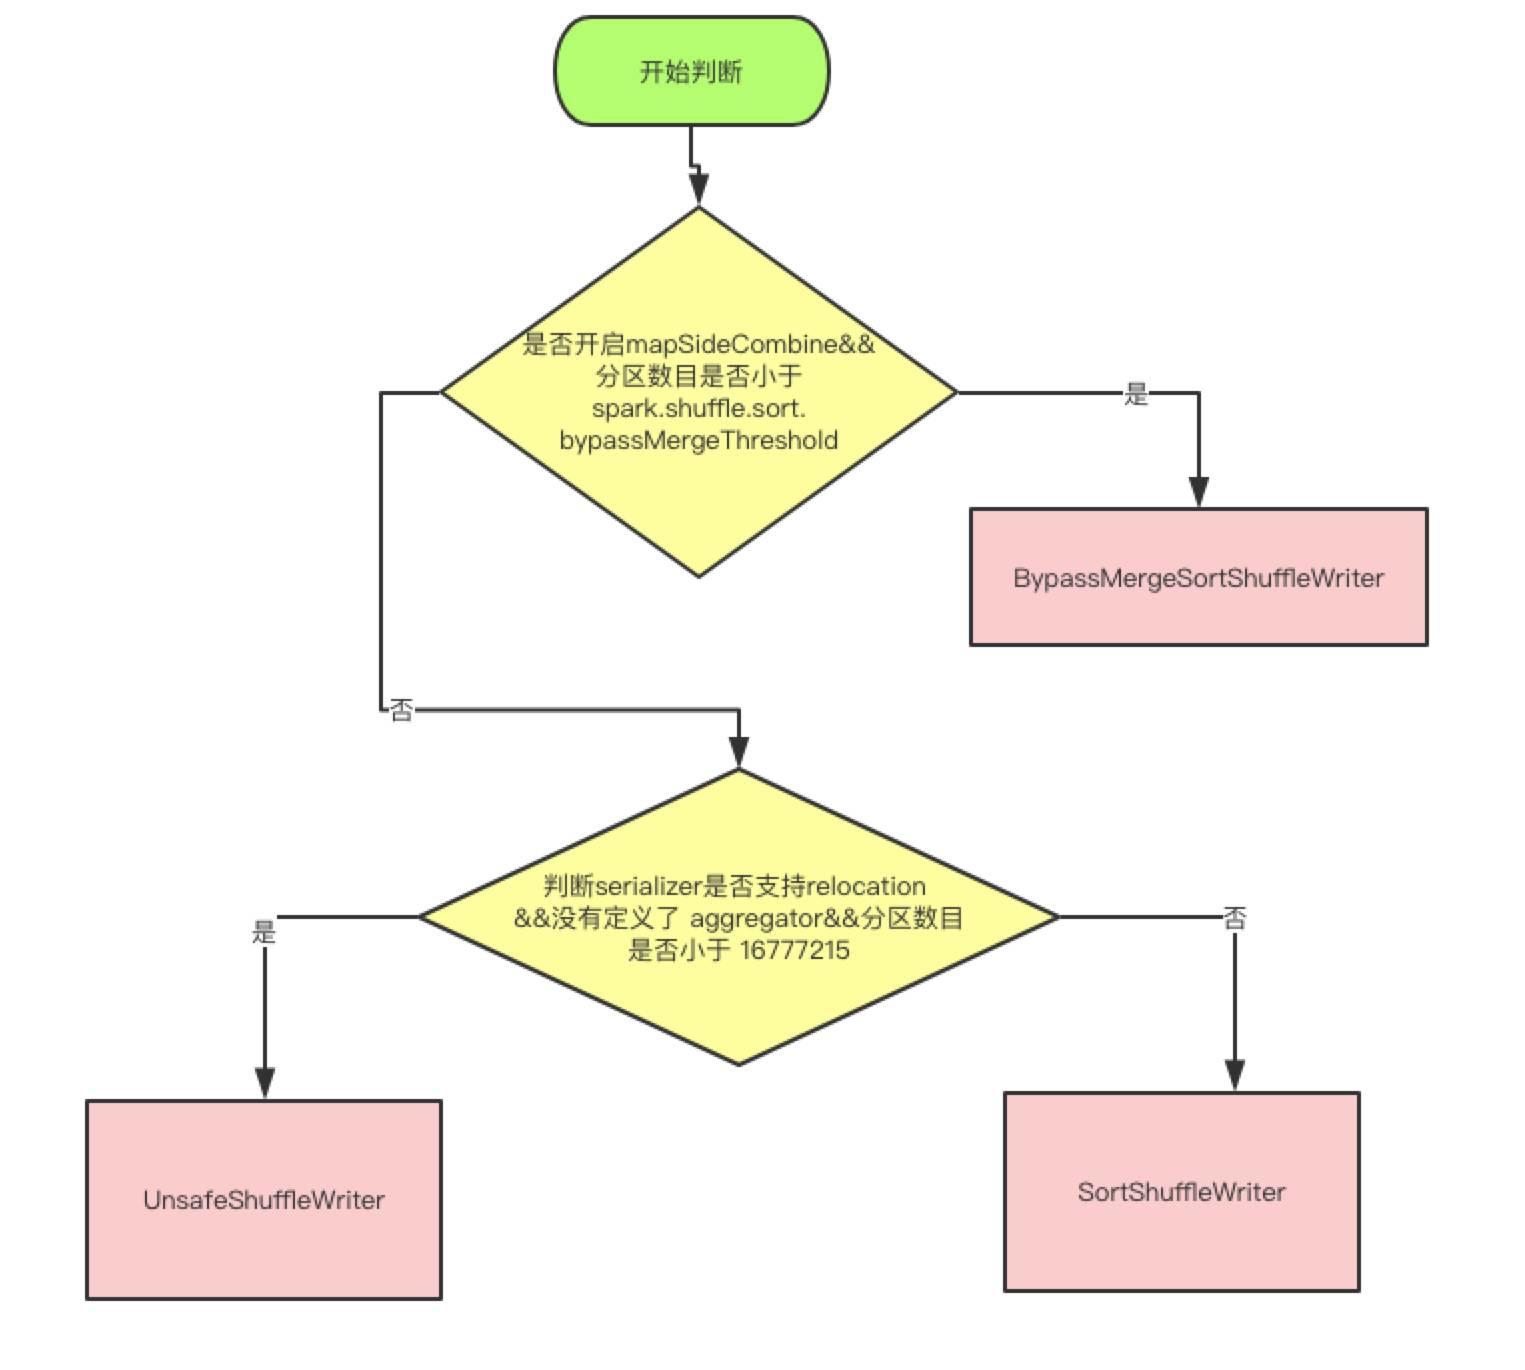 开始判断
是否开启mapSideCombine&&
分区数目是否小于
spark.shuffle.sort.
bypassMergeThreshold
是
BypassMergeSortShuffleWriter
否
判断serializer是否支持relocation
&&没有定义了 aggregator&&分区数目
是否小于 16777215
是
否
UnsafeShuffleWriter
SortShuffleWriter